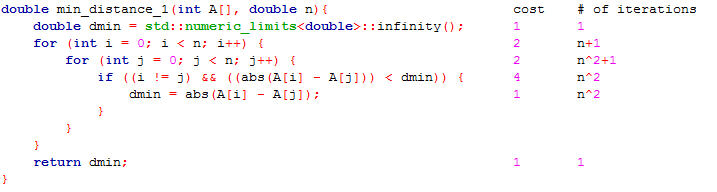 double min_distance_1(int A[], double n){ cost # of iterations
double dmin = std::numeric_limits<double>::infinity(); 1 1
for (int i = 0; i < n; i++) { 2 n+1
for (int j = 0; j < n; j++) { 2 n^2+1
if ((i != j) && ((abs(A[i] - A[j])) < dmin)) { 4 n^2
dmin = abs(A[i] - A[j]); 1 n^2
}
}
}
return dmin; 1 1
}